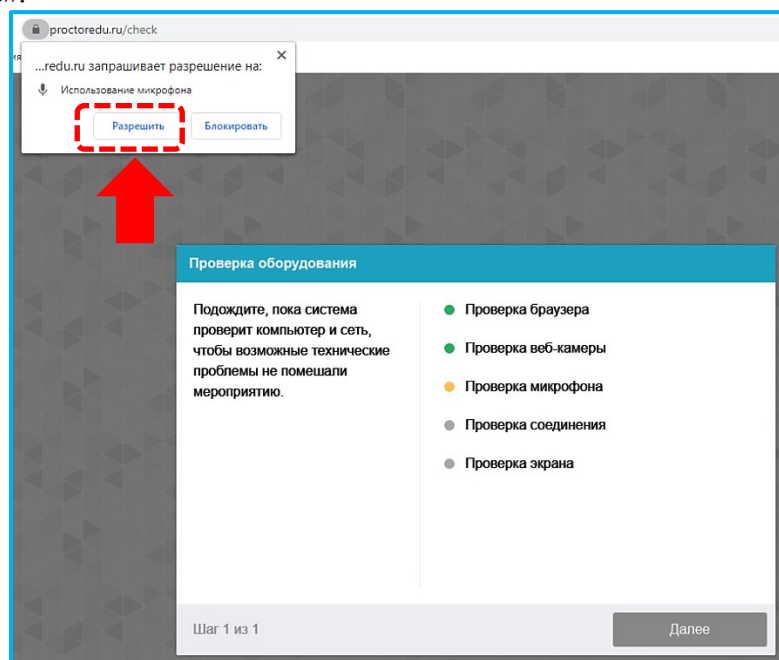 proctoredu.ru/check
...redu.ru запрашивает разрешение на:
Использование микрофона
Разрешить
Блокировать
Проверка оборудования
Подождите, пока система
проверит компьютер и сеть,
чтобы возможные технические
проблемы не помешали
мероприятию.
Проверка браузера
Проверка веб-камеры
Проверка микрофона
Проверка соединения
Проверка экрана
Шаг 1 из 1
Далее